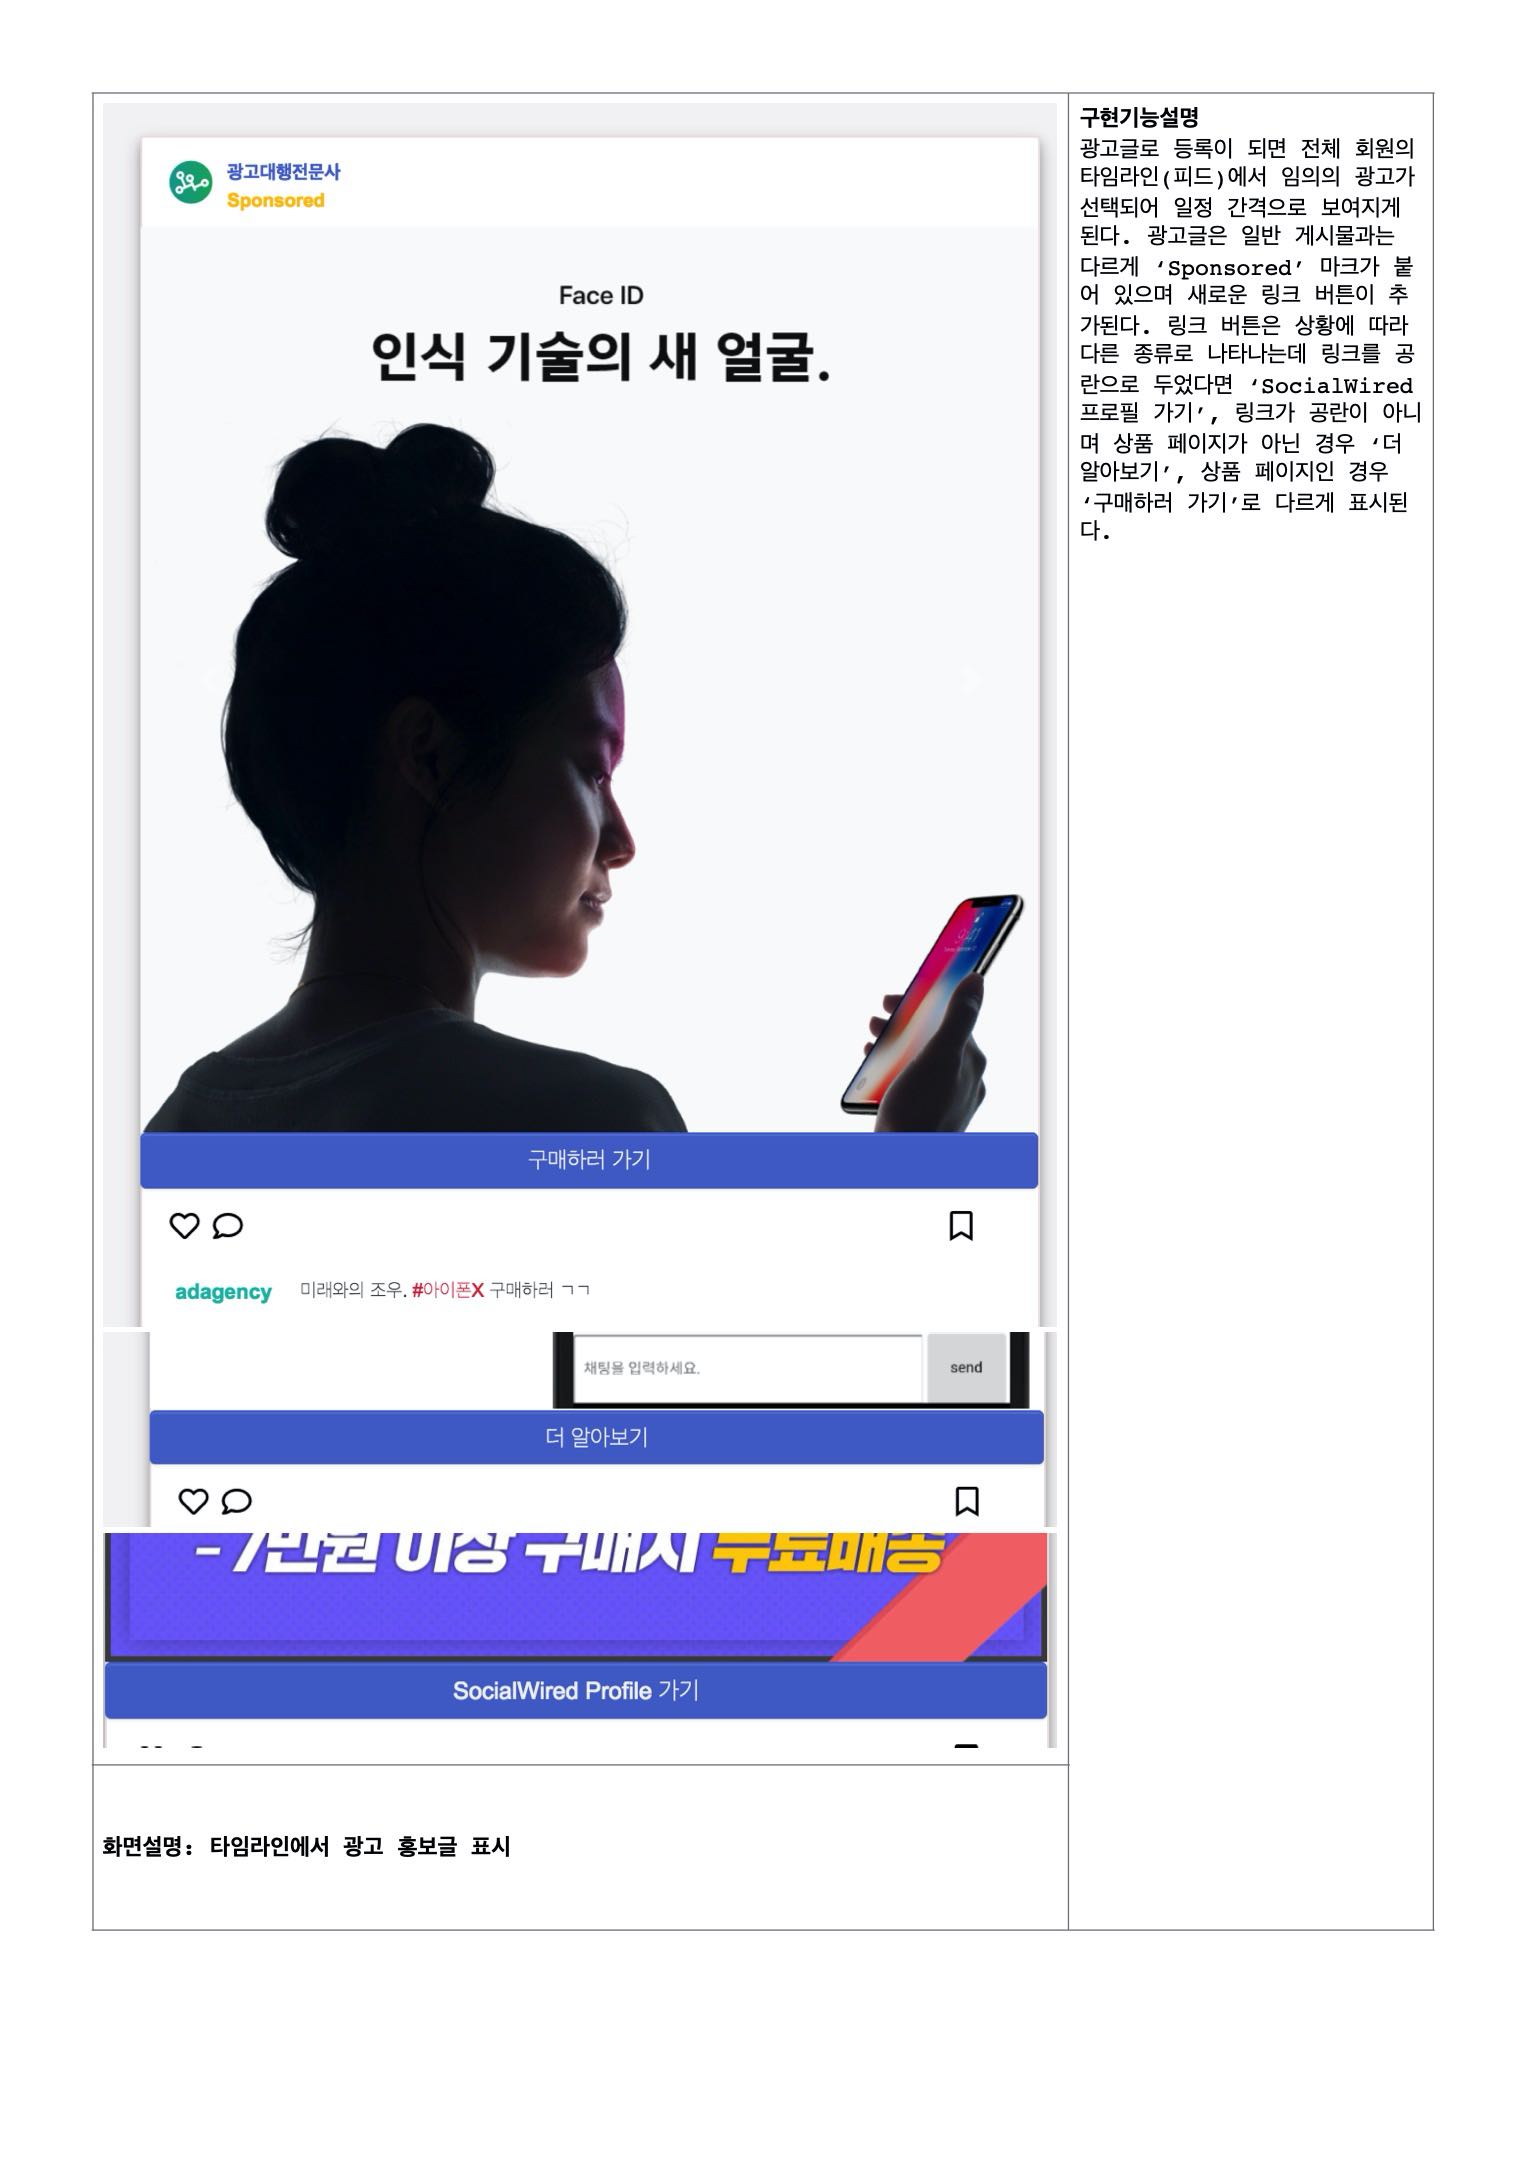 광고대행전문사
Sponsored
Face ID
인식 기술의 새 얼굴.
9:41
구매하러 가기
adagency 미래와의 조우. #아이폰X 구매하러 ㄱㄱ
채팅을 입력하세요. send
더 알아보기
- 7만원 이상 구매시 무료배송
SocialWired Profile 가기
화면설명: 타임라인에서 광고 홍보글 표시
구현기능설명
광고글로 등록이 되면 전체 회원의
타임라인(피드)에서 임의의 광고가
선택되어 일정 간격으로 보여지게
된다. 광고글은 일반 게시물과는
다르게 ‘Sponsored’ 마크가 붙
어 있으며 새로운 링크 버튼이 추
가된다. 링크 버튼은 상황에 따라
다른 종류로 나타나는데 링크를 공
란으로 두었다면 ‘SocialWired
프로필 가기’, 링크가 공란이 아니
며 상품 페이지가 아닌 경우 ‘더
알아보기’, 상품 페이지인 경우
‘구매하러 가기’로 다르게 표시된
다.